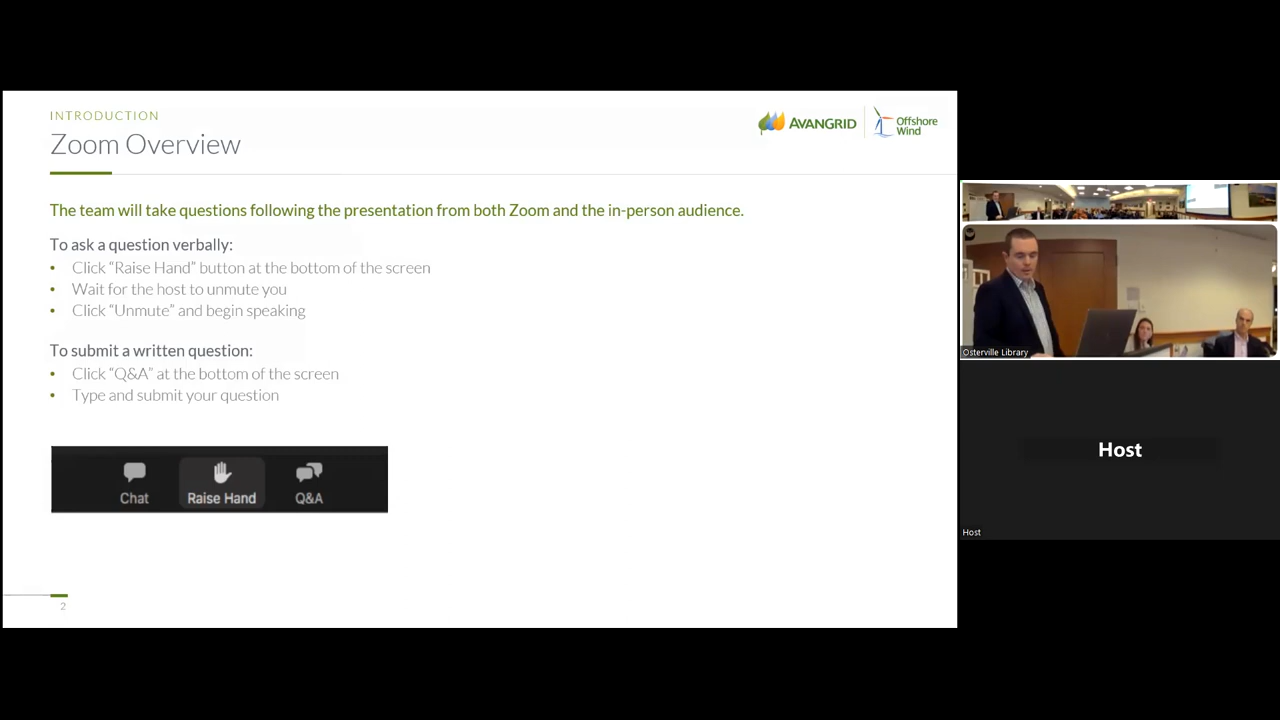 INTRODUCTION
Zoom Overview
AVANGRID
Offshore
Wind
The team will take questions following the presentation from both Zoom and the in-person audience.
To ask a question verbally:
• Click “Raise Hand” button at the bottom of the screen
• Wait for the host to unmute you
• Click “Unmute” and begin speaking
To submit a written question:
• Click “Q&A” at the bottom of the screen
• Type and submit your question
Chat
Raise Hand
Q&A
2
Osterville Library
Host
Host